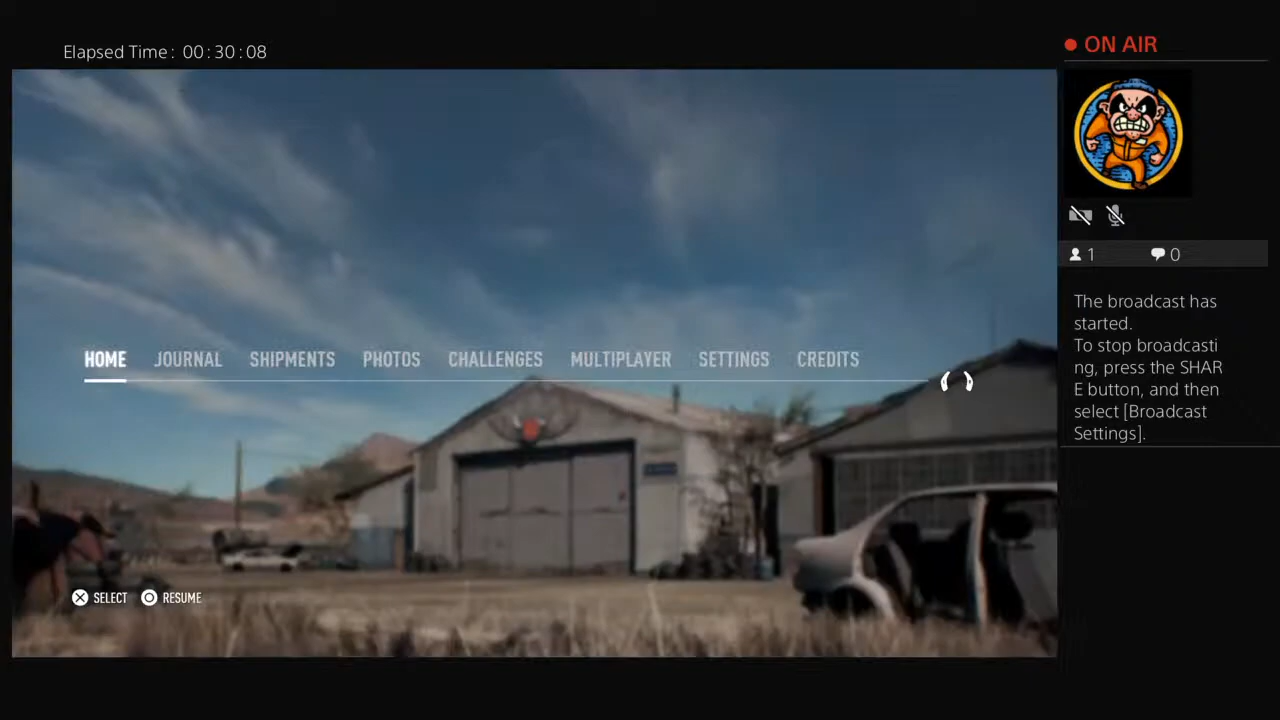 Elapsed Time: 00:30:08
ON AIR
1 0
The broadcast has
started.
To stop broadcasti
ng, press the SHAR
E button, and then
select [Broadcast
Settings].
HOME JOURNAL SHIPMENTS PHOTOS CHALLENGES MULTIPLAYER SETTINGS CREDITS
SELECT RESUME